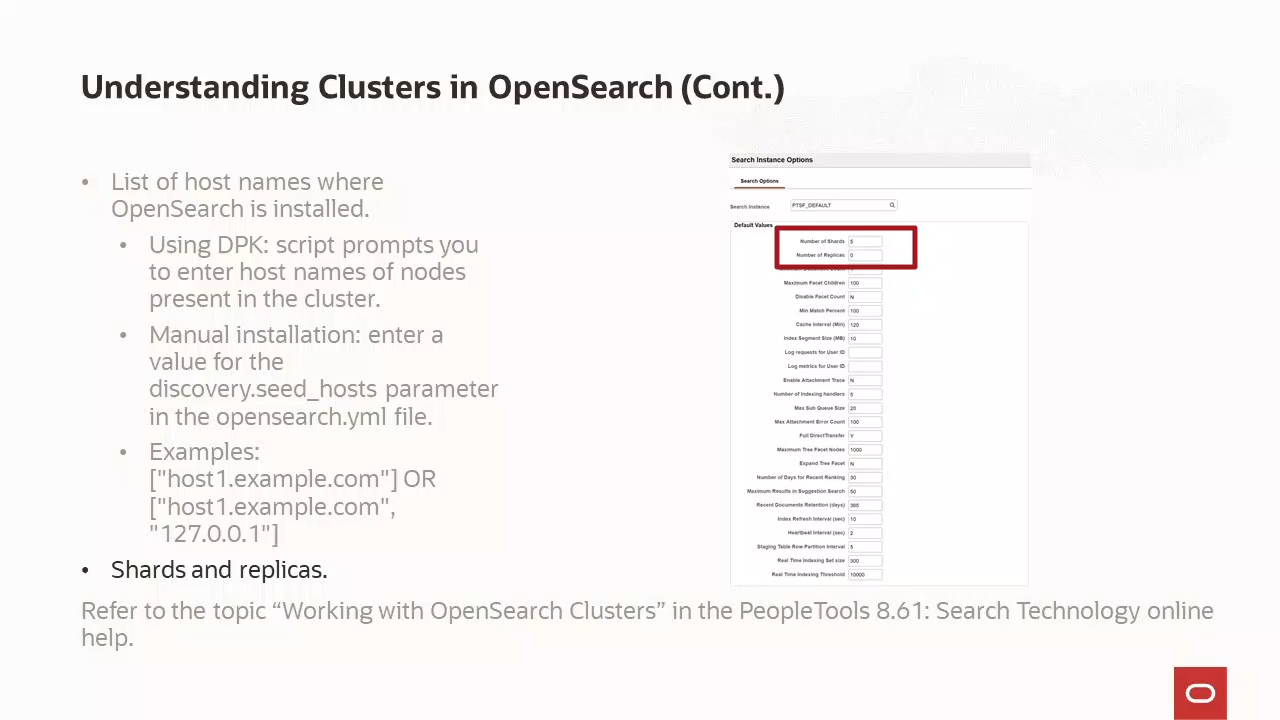 Understanding Clusters in OpenSearch (Cont.)
• List of host names where
OpenSearch is installed.
• Using DPK: script prompts you
to enter host names of nodes
present in the cluster.
• Manual installation: enter a
value for the
discovery.seed_hosts parameter
in the opensearch.yml file.
• Examples:
["host1.example.com"] OR
["host1.example.com",
"127.0.0.1"]
• Shards and replicas.
Refer to the topic “Working with OpenSearch Clusters” in the PeopleTools 8.61: Search Technology online
help.
Search Instance Options
Search Options
Search Instance PTSF_DEFAULT
Default Values
Number of Shards 5
Number of Replicas 0
Maximum Facet Children 100
Disable Facet Count N
Min Match Percent 100
Cache Interval (Min) 120
Index Segment Size (MB) 10
Log requests for User ID
Log metrics for User ID
Enable Attachment Trace N
Number of Indexing handlers 5
Max Sub Queue Size 20
Max Attachment Error Count 100
Full DirectTransfer Y
Maximum Tree Facet Nodes 1000
Expand Tree Facet N
Number of Days for Recent Ranking 30
Maximum Results in Suggestion Search 50
Recent Documents Retention (days) 365
Index Refresh Interval (sec) 10
Heartbeat Interval (sec) 2
Staging Table Row Partition Interval 5
Real Time Indexing Set size 300
Real Time Indexing Threshold 10000